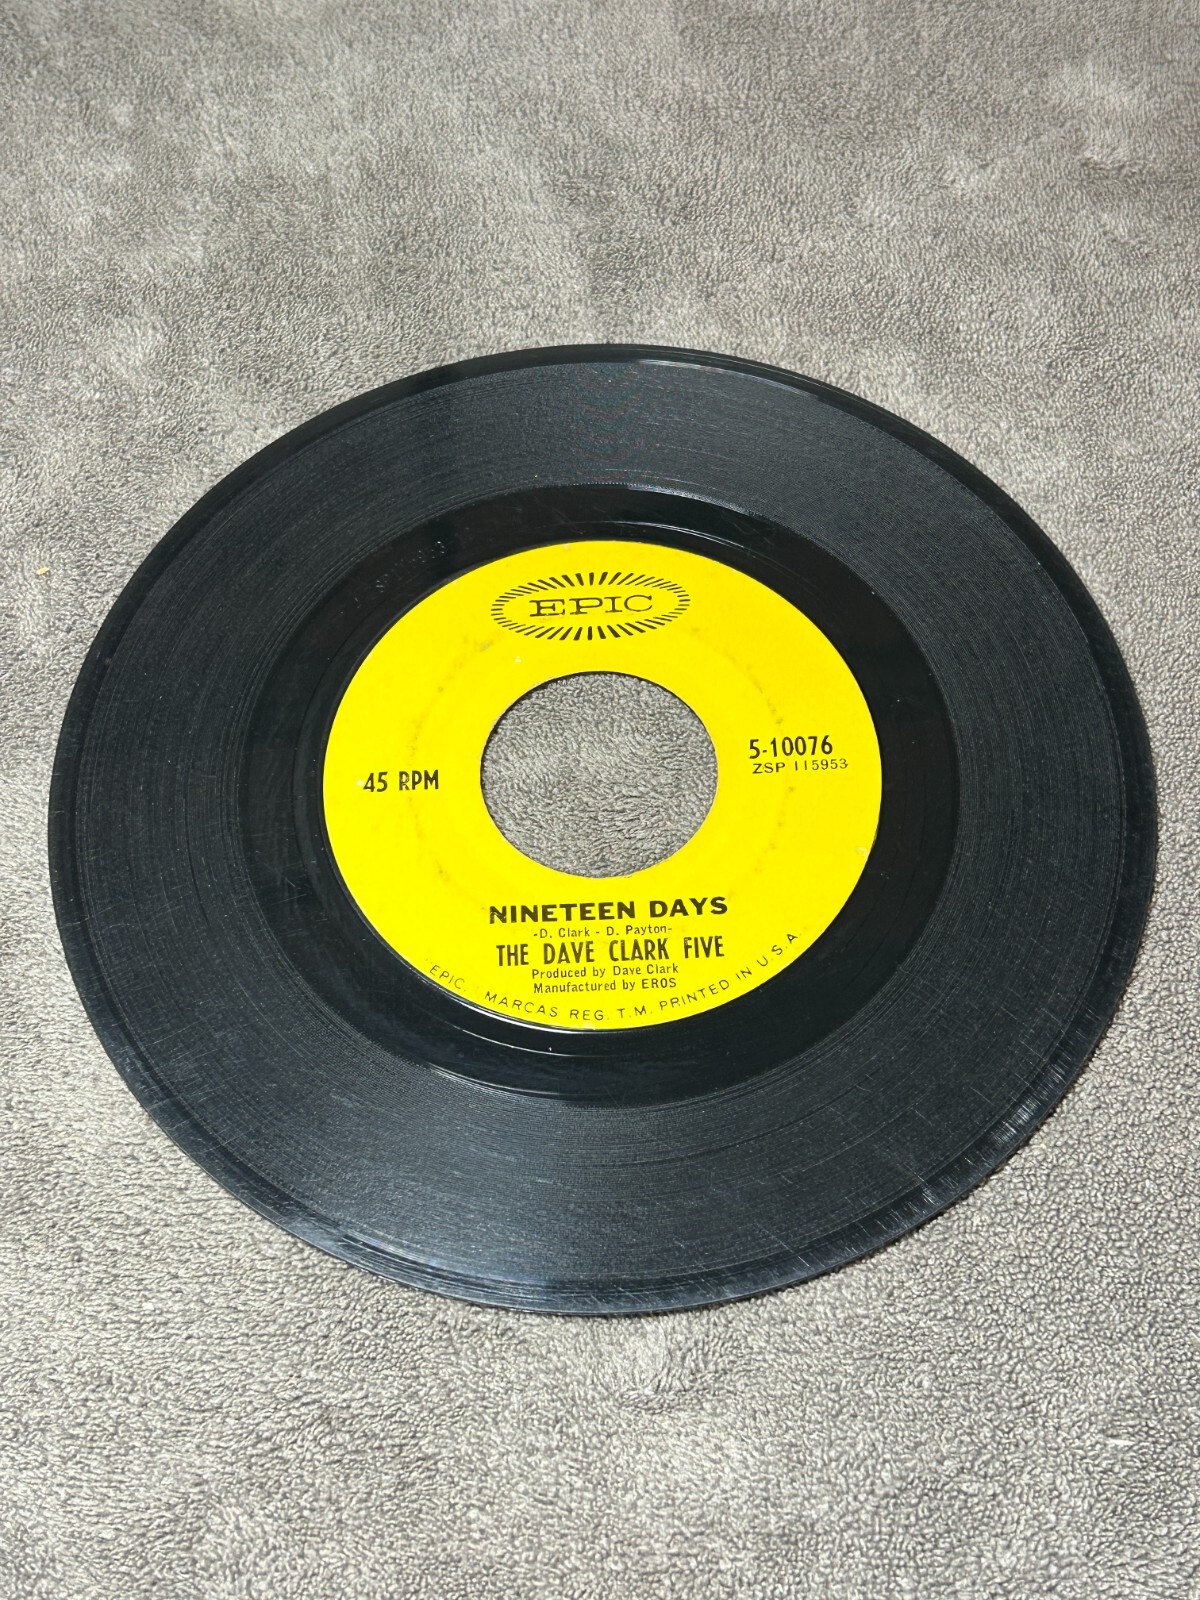 EPIC
45 RPM
5-10076
ZSP 115953
NINETEEN DAYS
-D. Clark - D. Payton-
THE DAVE CLARK FIVE
Produced by Dave Clark
Manufactured by EROS
"EPIC," MARCAS REG. T.M. PRINTED IN U.S.A.